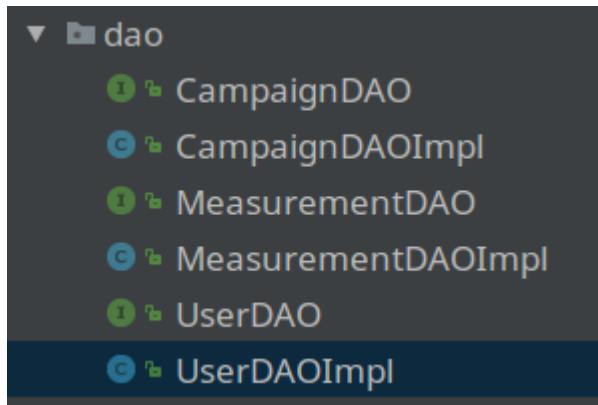 dao
CampaignDAO
CampaignDAOImpl
MeasurementDAO
MeasurementDAOImpl
UserDAO
UserDAOImpl